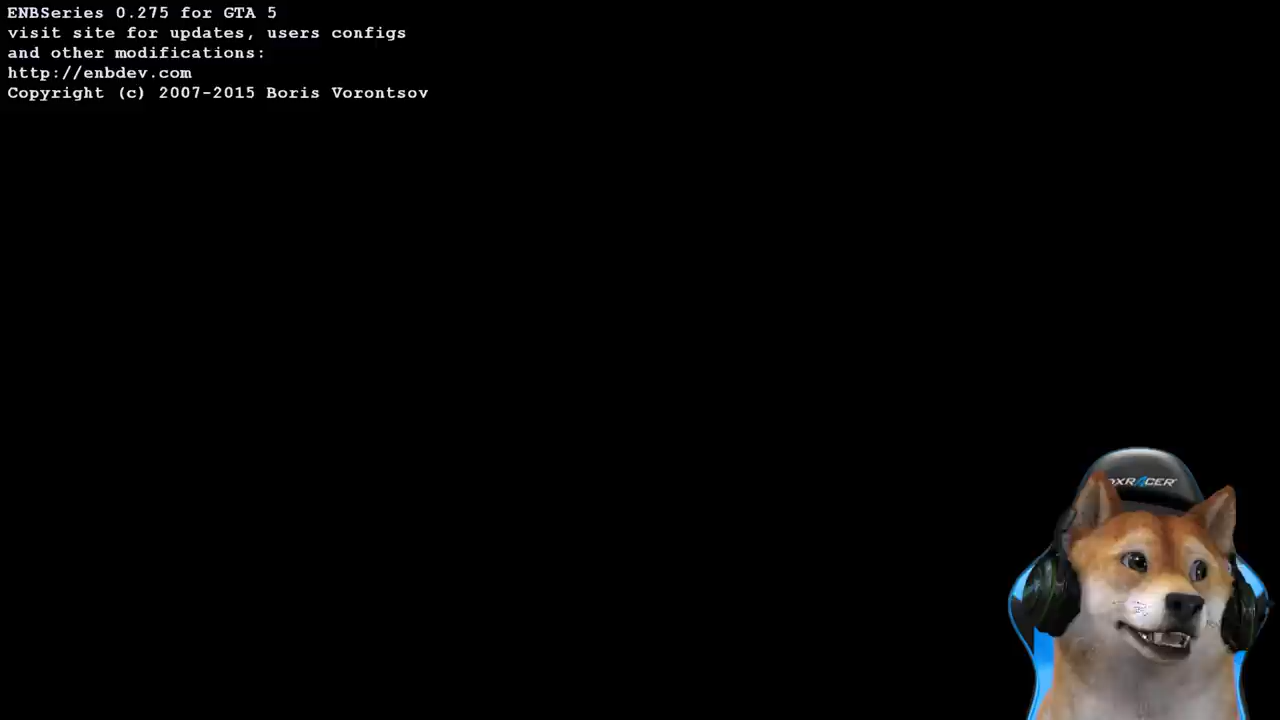 ENBSeries 0.275 for GTA 5
visit site for updates, users configs
and other modifications:
http://enbdev.com
Copyright (c) 2007-2015 Boris Vorontsov
DXRACER